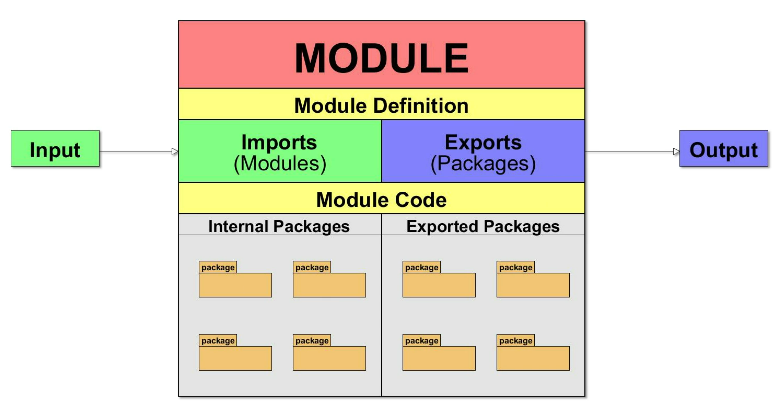 MODULE
Module Definition
Input
Imports
(Modules)
Exports
(Packages)
Output
Module Code
Internal Packages
Exported Packages
package
package
package
package
package
package
package
package